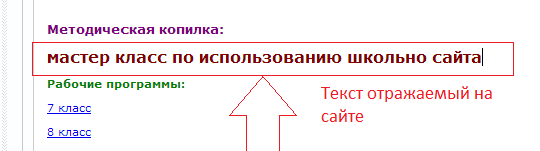 Методическая копилка:
мастер класс по использованию школьно сайта
Рабочие программы:
7 класс
8 класс
Текст отражаемый на
сайте